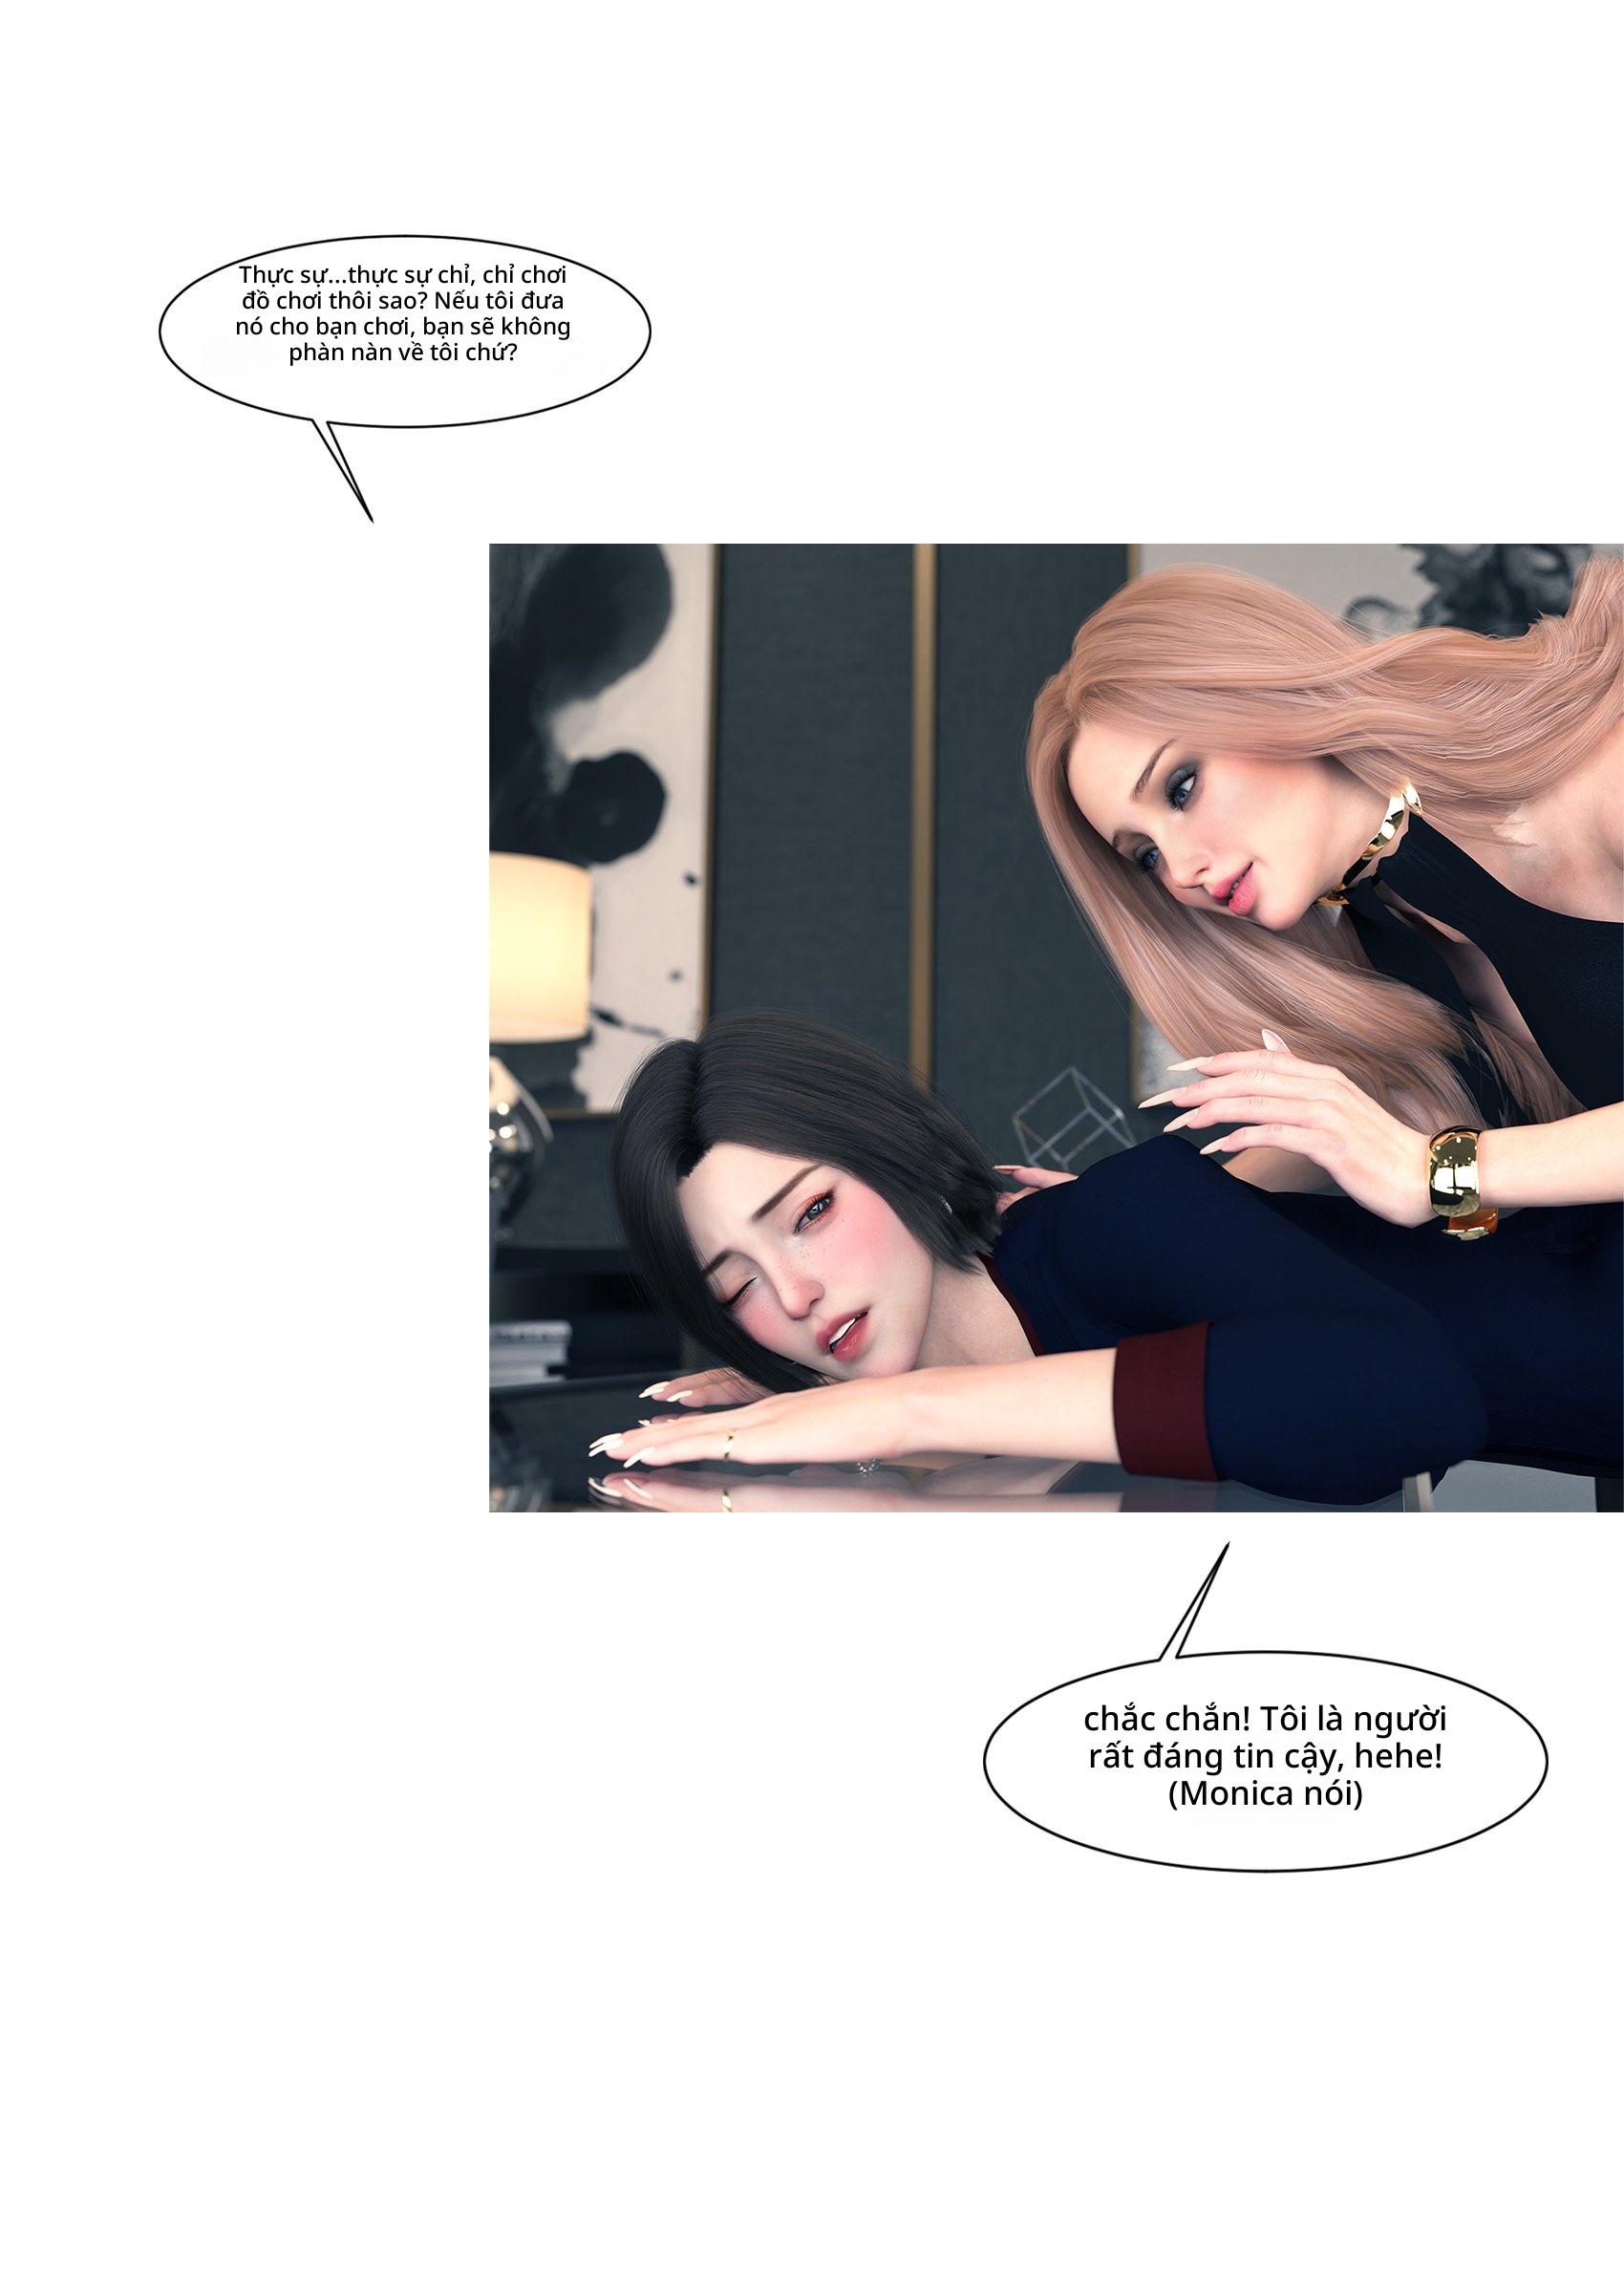 Thực sự...thực sự chỉ, chỉ chơi
đồ chơi thôi sao? Nếu tôi đưa
nó cho bạn chơi, bạn sẽ không
phàn nàn về tôi chứ?
chắc chắn! Tôi là người
rất đáng tin cậy, hehe!
(Monica nói)